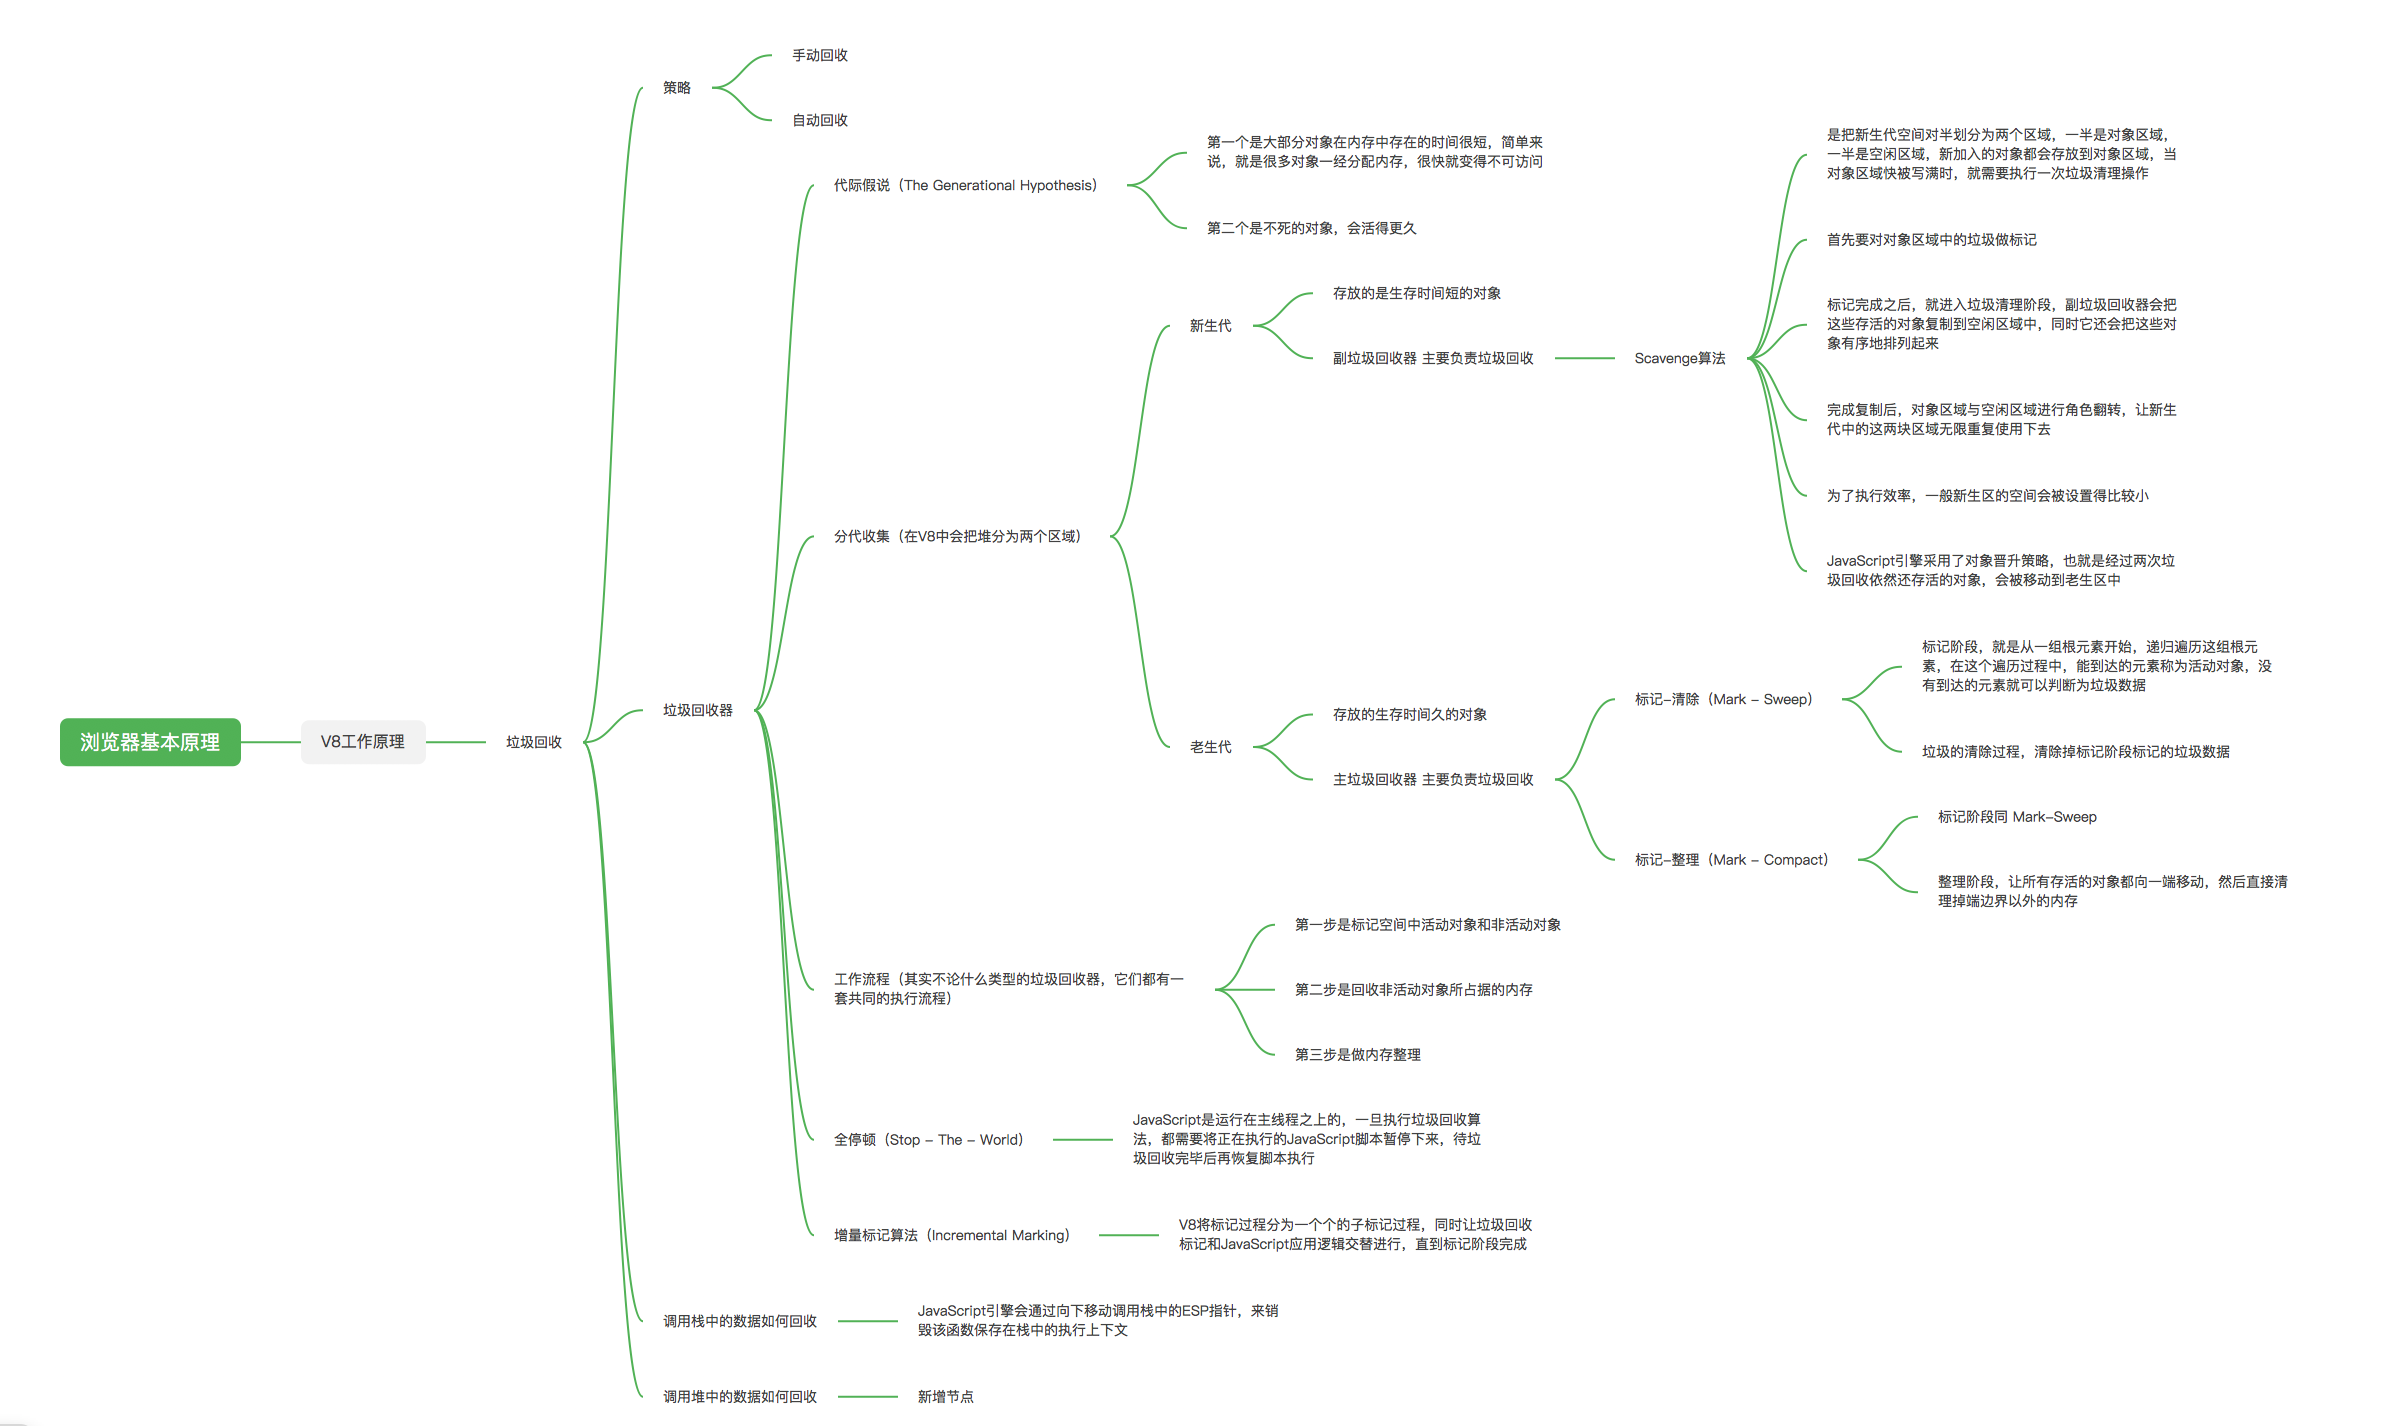 浏览器基本原理
V8工作原理
垃圾回收
策略
手动回收
自动回收
垃圾回收器
代际假说（The Generational Hypothesis）
第一个是大部分对象在内存中存在的时间很短，简单来
说，就是很多对象一经分配内存，很快就变得不可访问
第二个是不死的对象，会活得更久
分代收集（在V8中会把堆分为两个区域）
新生代
存放的是生存时间短的对象
副垃圾回收器 主要负责垃圾回收
Scavenge算法
是把新生代空间对半划分为两个区域，一半是对象区域，
一半是空闲区域，新加入的对象都会存放到对象区域，当
对象区域快被写满时，就需要执行一次垃圾清理操作
首先要对对象区域中的垃圾做标记
标记完成之后，就进入垃圾清理阶段，副垃圾回收器会把
这些存活的对象复制到空闲区域中，同时它还会把这些对
象有序地排列起来
完成复制后，对象区域与空闲区域进行角色翻转，让新生
代中的这两块区域无限重复使用下去
为了执行效率，一般新生区的空间会被设置得比较小
JavaScript引擎采用了对象晋升策略，也就是经过两次垃
圾回收依然还存活的对象，会被移动到老生区中
老生代
存放的生存时间久的对象
主垃圾回收器 主要负责垃圾回收
标记-清除（Mark - Sweep）
标记阶段，就是从一组根元素开始，递归遍历这组根元
素，在这个遍历过程中，能到达的元素称为活动对象，没
有到达的元素就可以判断为垃圾数据
垃圾的清除过程，清除掉标记阶段标记的垃圾数据
标记-整理（Mark - Compact）
标记阶段同 Mark-Sweep
整理阶段，让所有存活的对象都向一端移动，然后直接清
理掉端边界以外的内存
工作流程（其实不论什么类型的垃圾回收器，它们都有一
套共同的执行流程）
第一步是标记空间中活动对象和非活动对象
第二步是回收非活动对象所占据的内存
第三步是做内存整理
全停顿（Stop - The - World）
JavaScript是运行在主线程之上的，一旦执行垃圾回收算
法，都需要将正在执行的JavaScript脚本暂停下来，待垃
圾回收完毕后再恢复脚本执行
增量标记算法（Incremental Marking）
V8将标记过程分为一个个的子标记过程，同时让垃圾回收
标记和JavaScript应用逻辑交替进行，直到标记阶段完成
调用栈中的数据如何回收
JavaScript引擎会通过向下移动调用栈中的ESP指针，来销
毁该函数保存在栈中的执行上下文
调用堆中的数据如何回收
新增节点